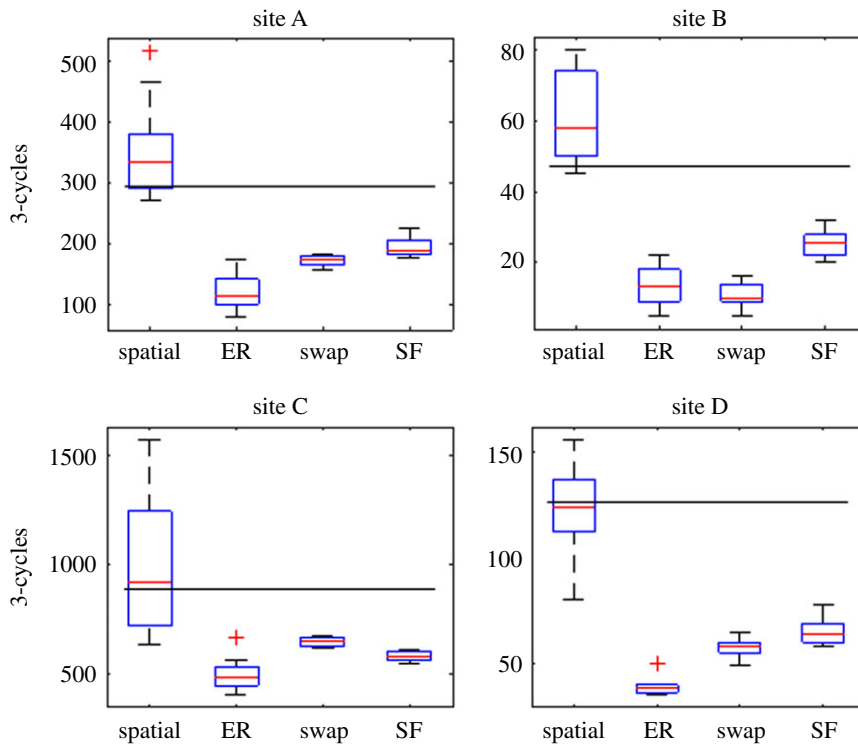 site A
500
400
300
200
100
3-cycles
spatial ER swap SF
site B
80
60
40
20
spatial ER swap SF
site C
1500
1000
500
3-cycles
spatial ER swap SF
site D
150
100
50
spatial ER swap SF